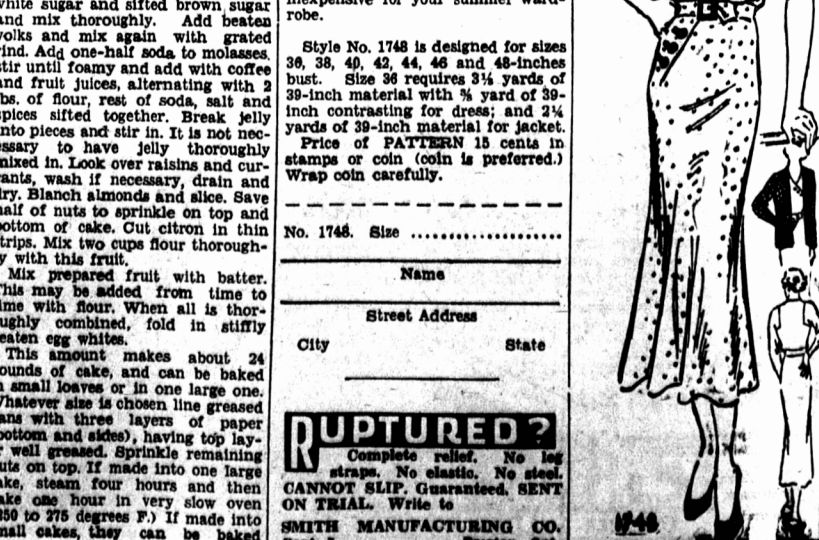 white sugar and sifted brown sugar
and mix thoroughly. Add beaten
yolks and mix again with grated
rind. Add one-half soda to molasses,
stir until foamy and add with coffee
and fruit juices, alternating with 2
lbs. of flour, rest of soda, salt and
spices sifted together. Break jelly
into pieces and stir in. It is not nec-
essary to have jelly thoroughly
mixed in. Look over raisins and cur-
rants, wash if necessary, drain and
dry. Blanch almonds and slice. Save
half of nuts to sprinkle on top and
bottom of cake. Cut citron in thin
strips. Mix two cups flour thorough-
ly with this fruit.
Mix prepared fruit with batter.
This may be added from time to
time with flour. When all is thor-
oughly combined, fold in stiffly
beaten egg whites.
This amount makes about 24
pounds of cake, and can be baked
in small loaves or in one large one.
Whatever size is chosen line greased
pans with three layers of paper
(bottom and sides), having top lay-
er well greased. Sprinkle remaining
nuts on top. If made into one large
cake, steam four hours and then
bake one hour in very slow oven
250 to 275 degrees F.) If made into
small cakes, they can be baked
inexpensive for your summer ward-
robe.
Style No. 1748 is designed for sizes
36, 38, 40, 42, 44, 46 and 48-inches
bust. Size 36 requires 3⅛ yards of
39-inch material with ⅝ yard of 39-
inch contrasting for dress; and 2¼
yards of 39-inch material for jacket.
Price of PATTERN 15 cents in
stamps or coin (coin is preferred.)
Wrap coin carefully.
No. 1748. Size ......................
Name
Street Address
City State
RUPTURED?
Complete relief. No leg
straps. No elastic. No steel.
CANNOT SLIP. Guaranteed. SENT
ON TRIAL. Write to
SMITH MANUFACTURING CO.
1748